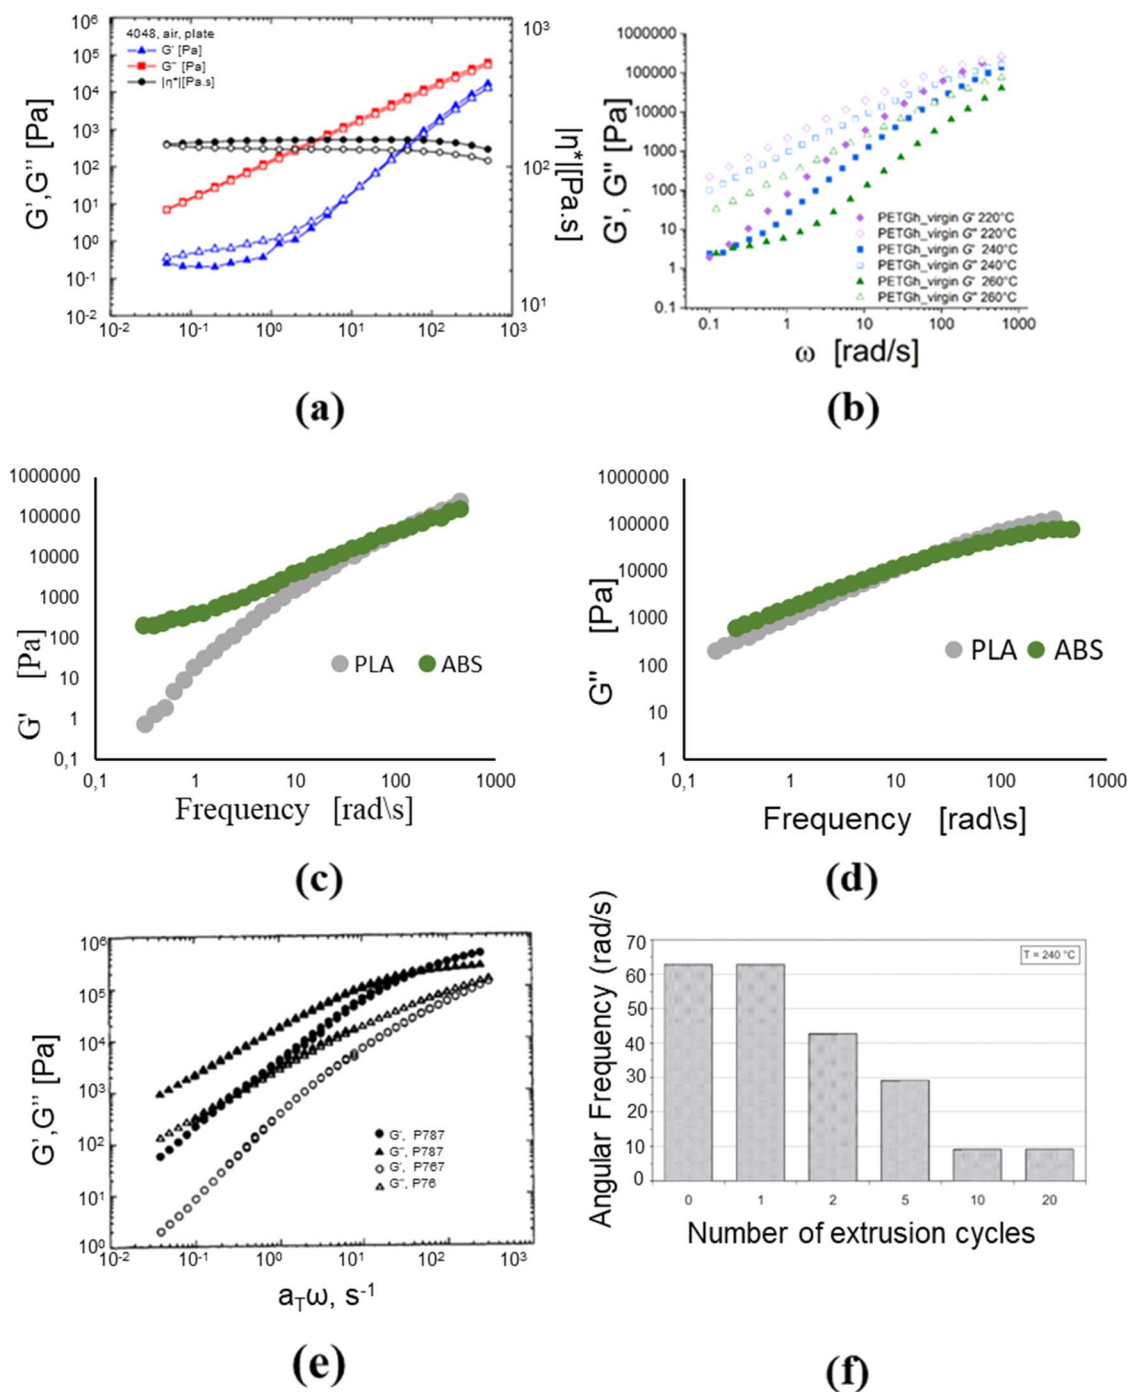 4048, air, plate
G' [Pa]
G'' [Pa]
|η*|[Pa.s]
G',G'' [Pa]
10⁶
10⁵
10⁴
10³
10²
10¹
10⁰
10⁻¹
10⁻²
10⁻² 10⁻¹ 10⁰ 10¹ 10² 10³
10³
10²
10¹
|η*|[Pa.s]
(a)
G', G'' [Pa]
1000000
100000
10000
1000
100
10
1
0.1
PETGh_virgin G' 220°C
PETGh_virgin G'' 220°C
PETGh_virgin G' 240°C
PETGh_virgin G'' 240°C
PETGh_virgin G' 260°C
PETGh_virgin G'' 260°C
0.1 1 10 100 1000
ω [rad/s]
(b)
G' [Pa]
1000000
100000
10000
1000
100
10
1
0,1
PLA ABS
0,1 1 10 100 1000
Frequency [rad\s]
(c)
G'' [Pa]
1000000
100000
10000
1000
100
10
1
PLA ABS
0,1 1 10 100 1000
Frequency [rad\s]
(d)
G',G'' [Pa]
10⁶
10⁵
10⁴
10³
10²
10¹
10⁰
G', P787
G'', P787
G', P767
G'', P76
10⁻² 10⁻¹ 10⁰ 10¹ 10² 10³
a_Tω, s⁻¹
(e)
Angular Frequency (rad/s)
70
60
50
40
30
20
10
0
T = 240 °C
0 1 2 5 10 20
Number of extrusion cycles
(f)